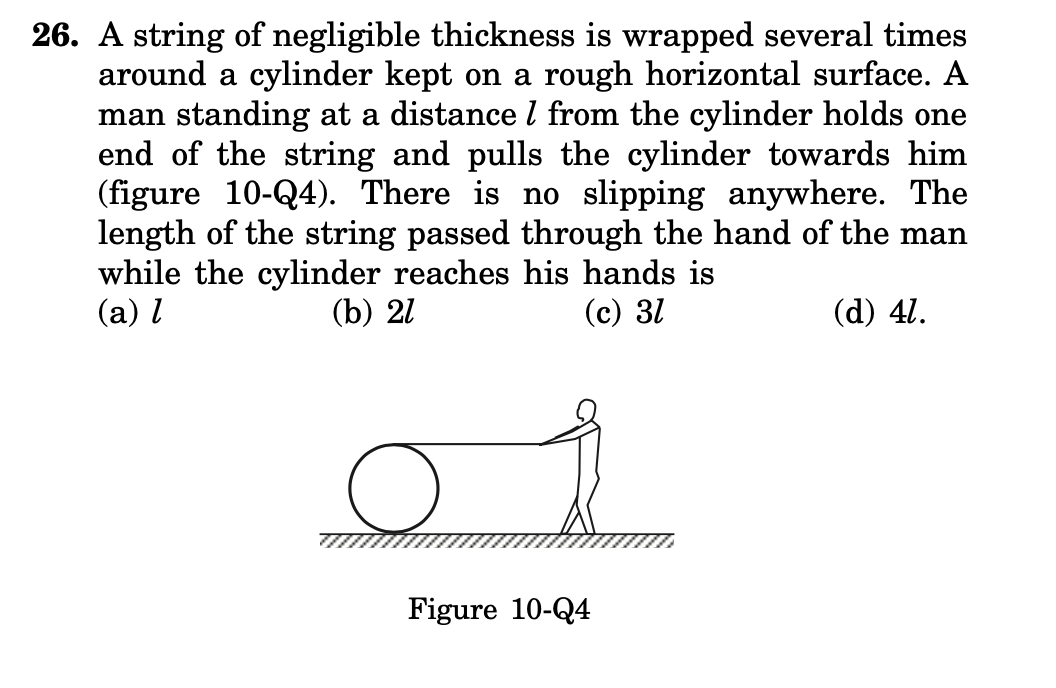 26. A string of negligible thickness is wrapped several times
around a cylinder kept on a rough horizontal surface. A
man standing at a distance l from the cylinder holds one
end of the string and pulls the cylinder towards him
(figure 10-Q4). There is no slipping anywhere. The
length of the string passed through the hand of the man
while the cylinder reaches his hands is
(a) l (b) 2l (c) 3l (d) 4l.
Figure 10-Q4